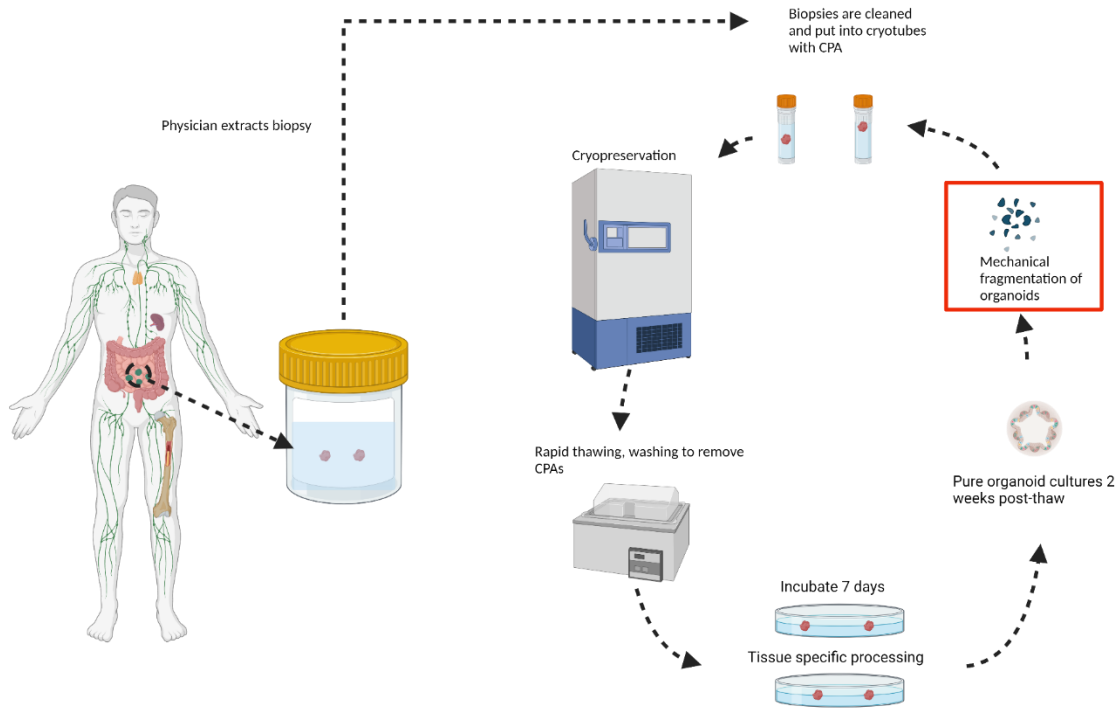 Biopsies are cleaned
and put into cryotubes
with CPA
Physician extracts biopsy
Cryopreservation
Mechanical
fragmentation of
organoids
Rapid thawing, washing to remove
CPAs
Pure organoid cultures 2
weeks post-thaw
Incubate 7 days
Tissue specific processing